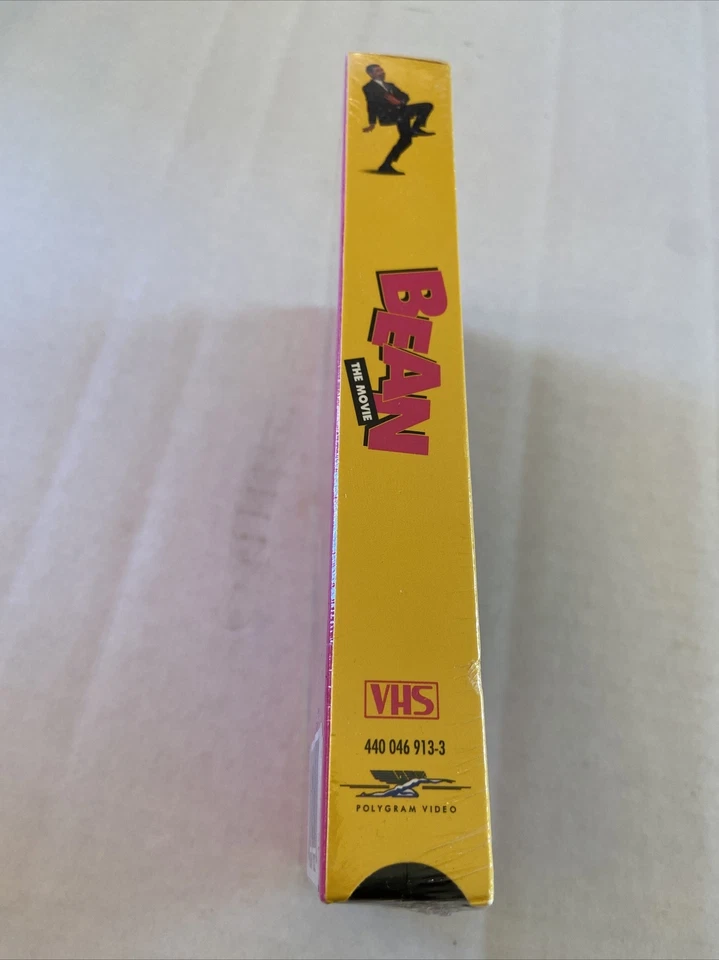 BEAN
THE MOVIE
VHS
440 046 913-3
POLYGRAM VIDEO